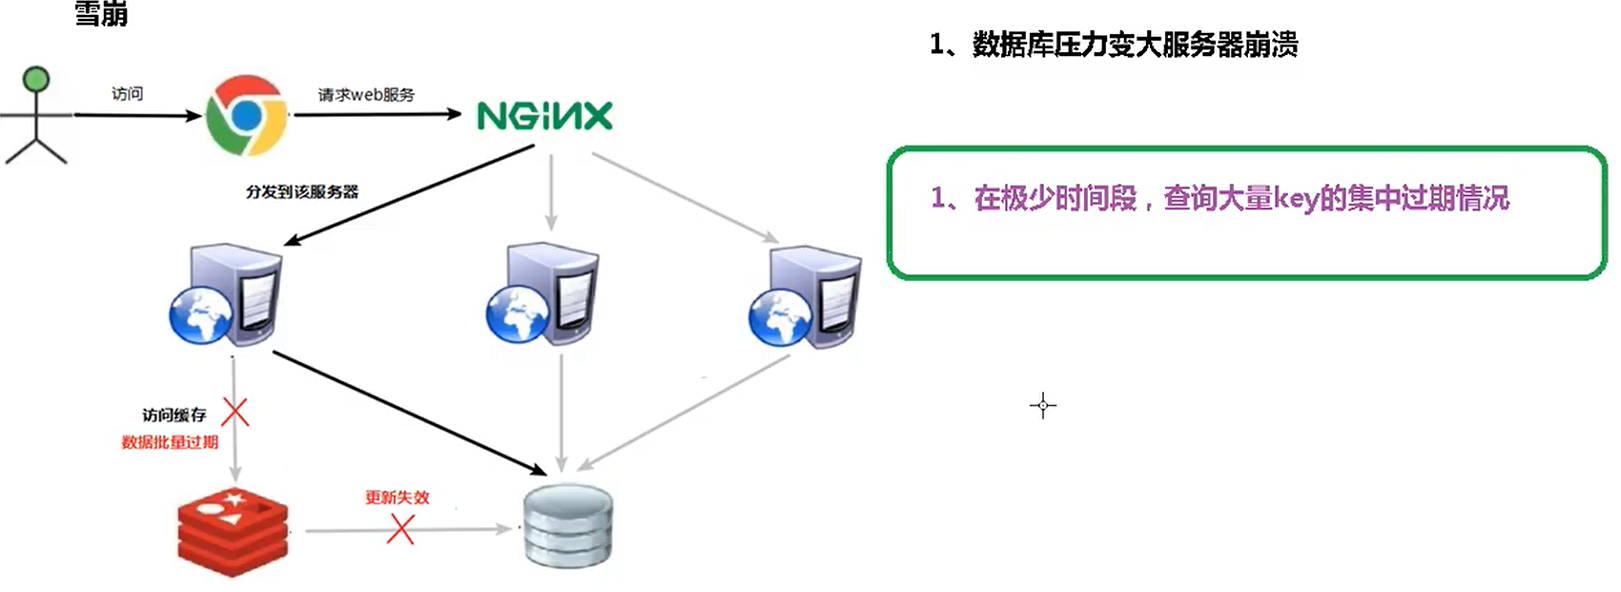 雪崩
1、数据库压力变大服务器崩溃
访问
请求web服务
NGiNX
分发到该服务器
1、在极少时间段，查询大量key的集中过期情况
访问缓存
数据批量过期
更新失效